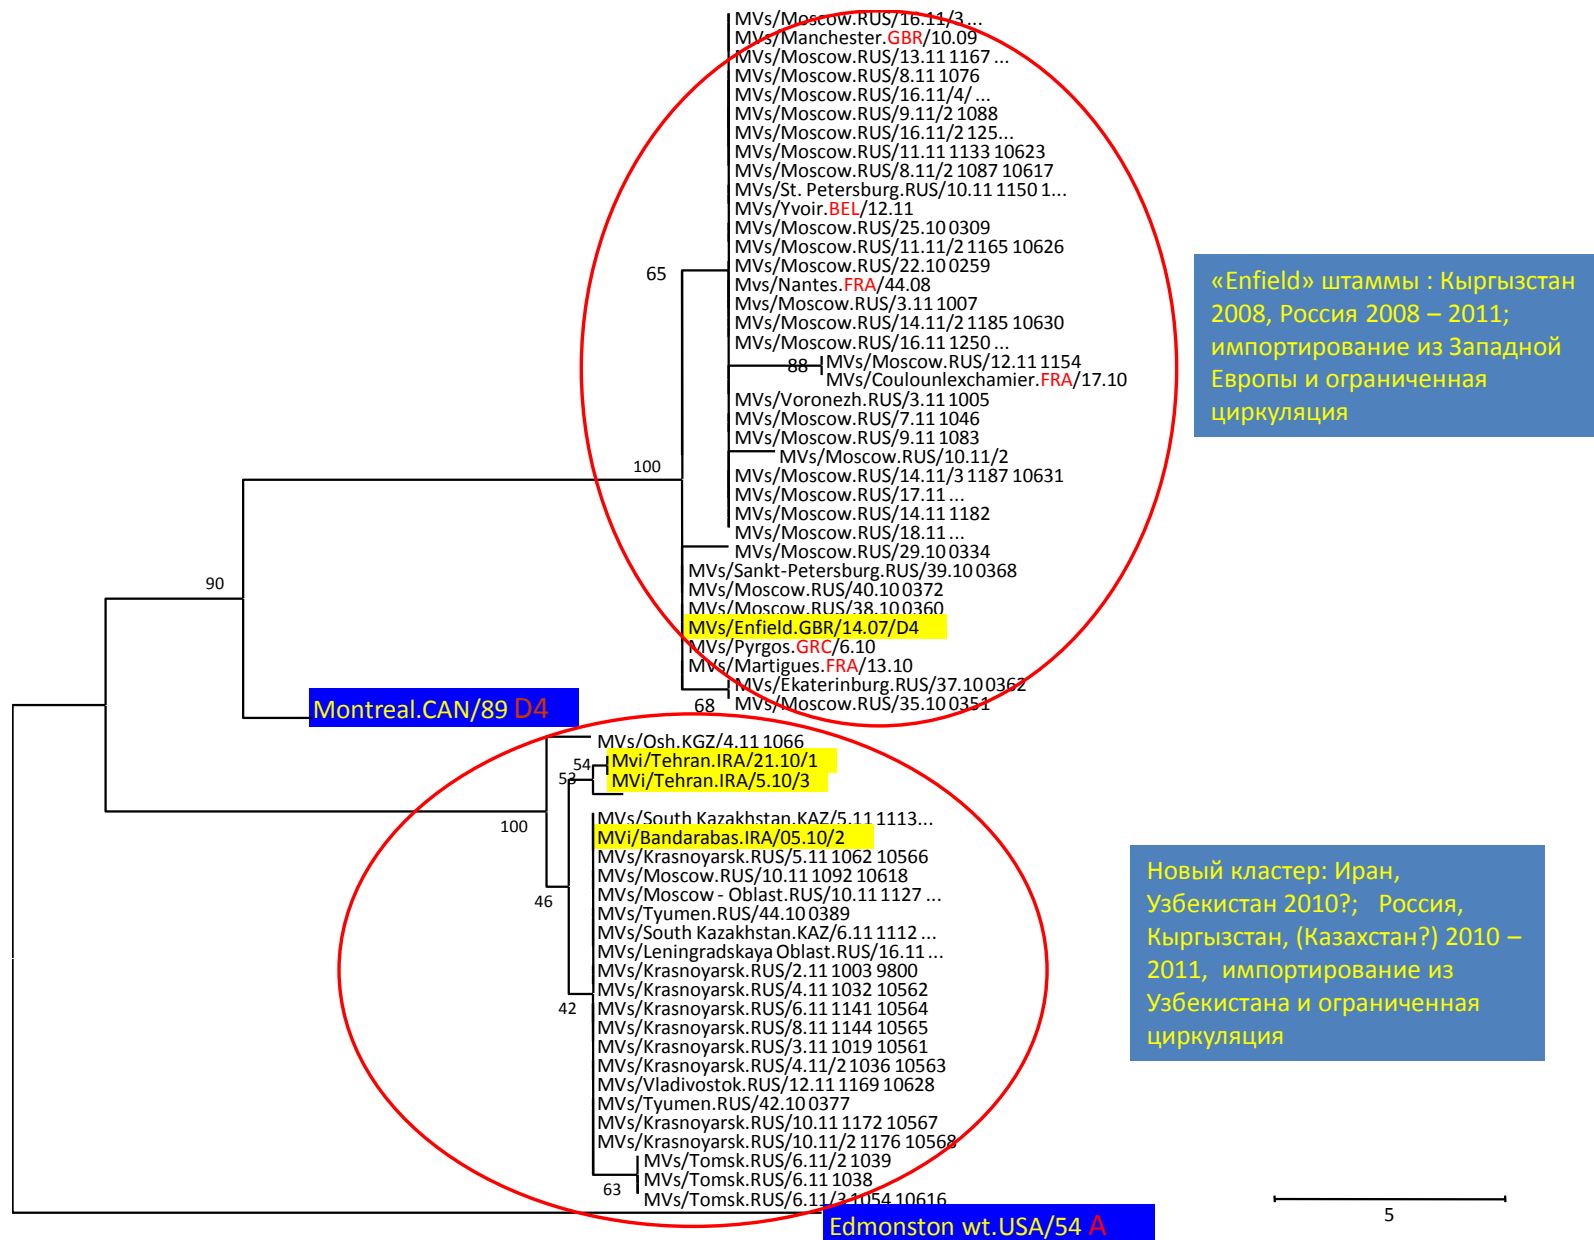 MVs/Moscow.RUS/16.11/3 ...
MVs/Manchester.GBR/10.09
MVs/Moscow.RUS/13.11 1167 ...
MVs/Moscow.RUS/8.11 1076
MVs/Moscow.RUS/16.11/4/ ...
MVs/Moscow.RUS/9.11/2 1088
MVs/Moscow.RUS/16.11/2 125...
MVs/Moscow.RUS/11.11 1133 10623
MVs/Moscow.RUS/8.11/2 1087 10617
MVs/St. Petersburg.RUS/10.11 1150 1...
MVs/Yvoir.BEL/12.11
MVs/Moscow.RUS/25.10 0309
MVs/Moscow.RUS/11.11/2 1165 10626
MVs/Moscow.RUS/22.10 0259
65
Mvs/Nantes.FRA/44.08
Mvs/Moscow.RUS/3.11 1007
MVs/Moscow.RUS/14.11/2 1185 10630
MVs/Moscow.RUS/16.11 1250 ...
88
MVs/Moscow.RUS/12.11 1154
MVs/Coulounlexchamier.FRA/17.10
MVs/Voronezh.RUS/3.11 1005
MVs/Moscow.RUS/7.11 1046
MVs/Moscow.RUS/9.11 1083
MVs/Moscow.RUS/10.11/2
100
MVs/Moscow.RUS/14.11/3 1187 10631
MVs/Moscow.RUS/17.11 ...
MVs/Moscow.RUS/14.11 1182
MVs/Moscow.RUS/18.11 ...
MVs/Moscow.RUS/29.10 0334
MVs/Sankt-Petersburg.RUS/39.10 0368
90
MVs/Moscow.RUS/40.10 0372
MVs/Moscow.RUS/38.10 0360
MVs/Enfield.GBR/14.07/D4
MVs/Pyrgos.GRC/6.10
MVs/Martigues.FRA/13.10
MVs/Ekaterinburg.RUS/37.10 0362
68
MVs/Moscow.RUS/35.10 0351
Montreal.CAN/89 D4
«Enfield» штаммы : Кыргызстан
2008, Россия 2008 – 2011;
импортирование из Западной
Европы и ограниченная
циркуляция
MVs/Osh.KGZ/4.11 1066
54
Mvi/Tehran.IRA/21.10/1
53
MVi/Tehran.IRA/5.10/3
100
MVs/South Kazakhstan.KAZ/5.11 1113...
MVi/Bandarabas.IRA/05.10/2
MVs/Krasnoyarsk.RUS/5.11 1062 10566
MVs/Moscow.RUS/10.11 1092 10618
MVs/Moscow - Oblast.RUS/10.11 1127 ...
46
MVs/Tyumen.RUS/44.10 0389
MVs/South Kazakhstan.KAZ/6.11 1112 ...
MVs/Leningradskaya Oblast.RUS/16.11 ...
MVs/Krasnoyarsk.RUS/2.11 1003 9800
MVs/Krasnoyarsk.RUS/4.11 1032 10562
42
MVs/Krasnoyarsk.RUS/6.11 1141 10564
MVs/Krasnoyarsk.RUS/8.11 1144 10565
MVs/Krasnoyarsk.RUS/3.11 1019 10561
MVs/Krasnoyarsk.RUS/4.11/2 1036 10563
MVs/Vladivostok.RUS/12.11 1169 10628
MVs/Tyumen.RUS/42.10 0377
MVs/Krasnoyarsk.RUS/10.11 1172 10567
MVs/Krasnoyarsk.RUS/10.11/2 1176 10568
MVs/Tomsk.RUS/6.11/2 1039
MVs/Tomsk.RUS/6.11 1038
63
MVs/Tomsk.RUS/6.11/3 1054 10616
Новый кластер: Иран,
Узбекистан 2010?; Россия,
Кыргызстан, (Казахстан?) 2010 –
2011, импортирование из
Узбекистана и ограниченная
циркуляция
Edmonston wt.USA/54 A
5